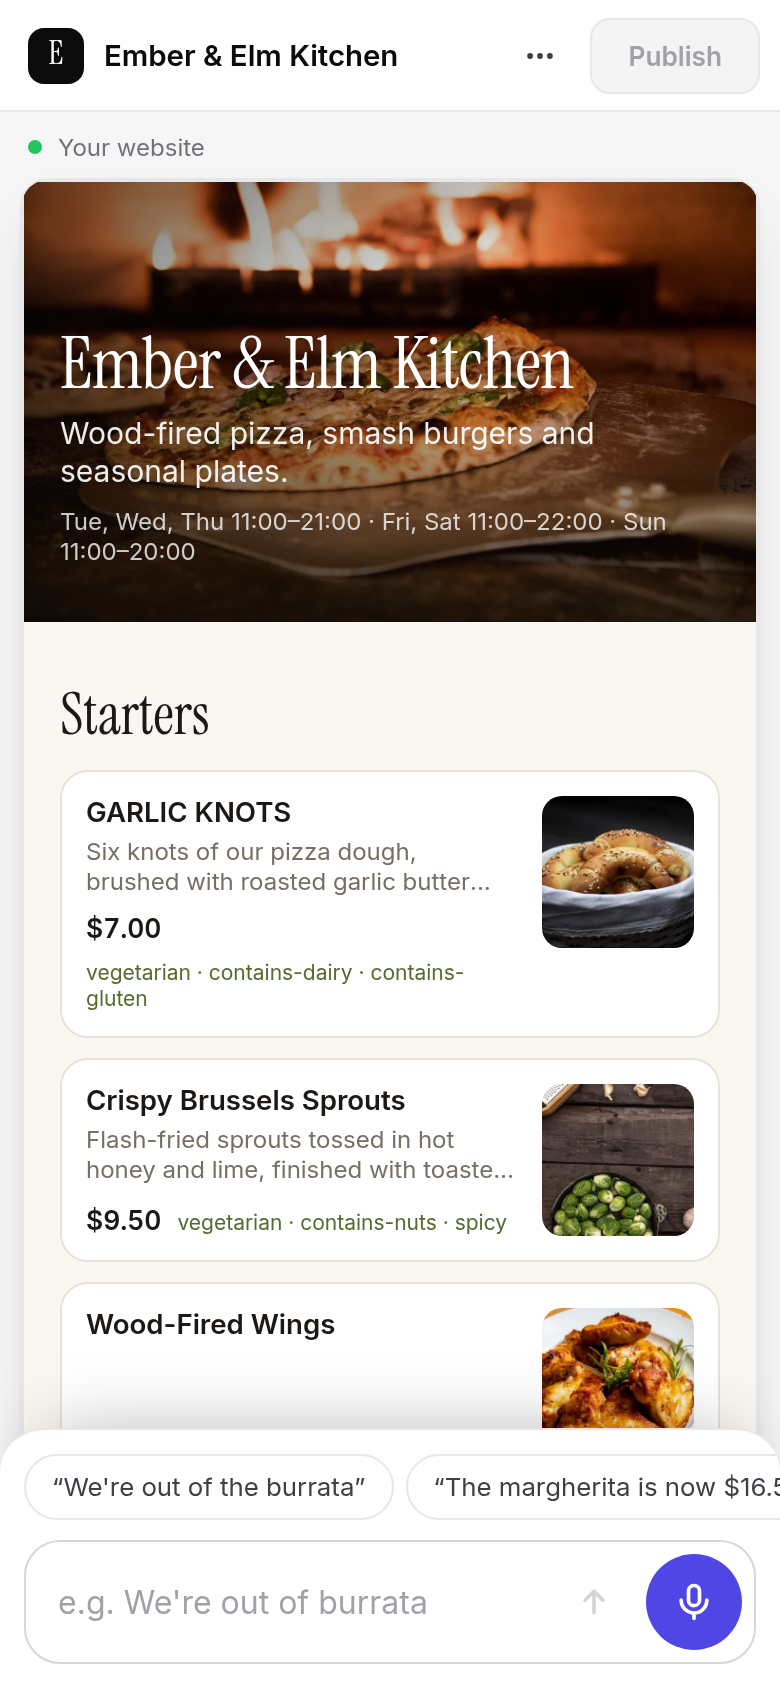 E
Ember & Elm Kitchen
Publish
Your website
Ember & Elm Kitchen
Wood-fired pizza, smash burgers and
seasonal plates.
Tue, Wed, Thu 11:00–21:00 · Fri, Sat 11:00–22:00 · Sun
11:00–20:00
Starters
GARLIC KNOTS
Six knots of our pizza dough,
brushed with roasted garlic butter...
$7.00
vegetarian · contains-dairy · contains-
gluten
Crispy Brussels Sprouts
Flash-fried sprouts tossed in hot
honey and lime, finished with toaste...
$9.50 vegetarian · contains-nuts · spicy
Wood-Fired Wings
“We're out of the burrata”
“The margherita is now $16.5
e.g. We're out of burrata